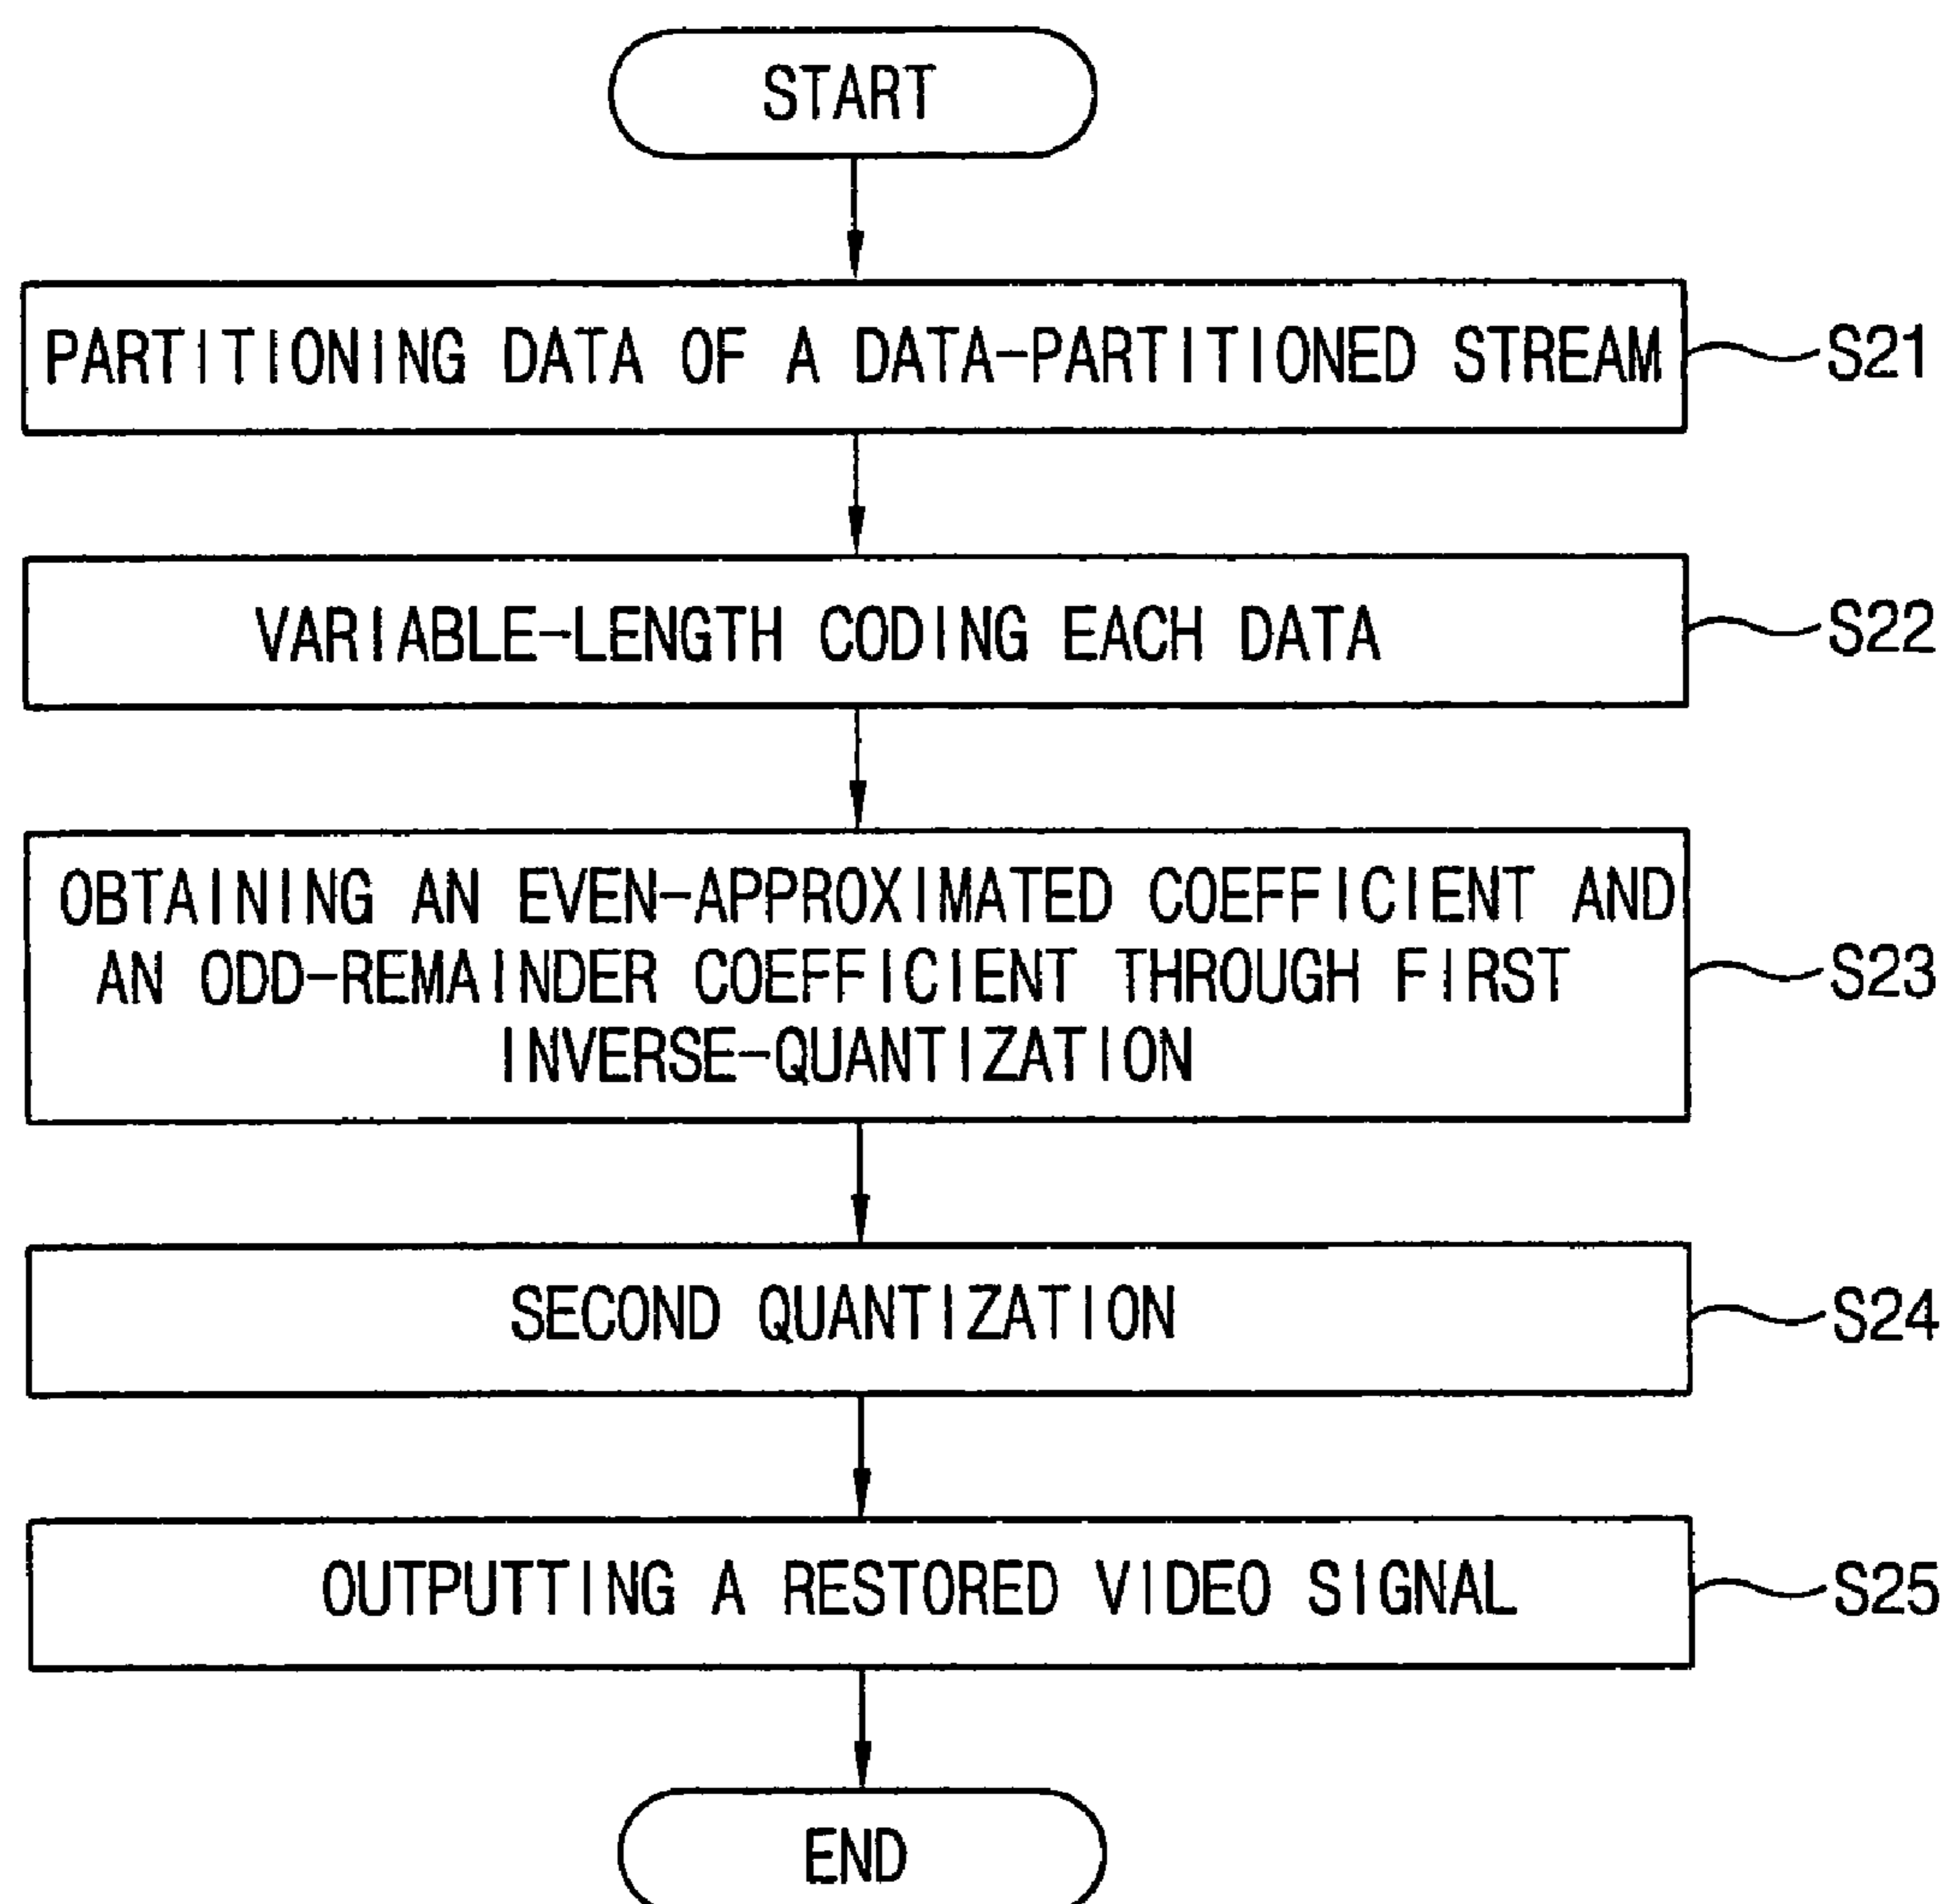 START
PARTITIONING DATA OF A DATA-PARTITIONED STREAM
S21
VARIABLE-LENGTH CODING EACH DATA
S22
OBTAINING AN EVEN-APPROXIMATED COEFFICIENT AND
AN ODD-REMAINDER COEFFICIENT THROUGH FIRST
INVERSE-QUANTIZATION
S23
SECOND QUANTIZATION
S24
OUTPUTTING A RESTORED VIDEO SIGNAL
S25
END